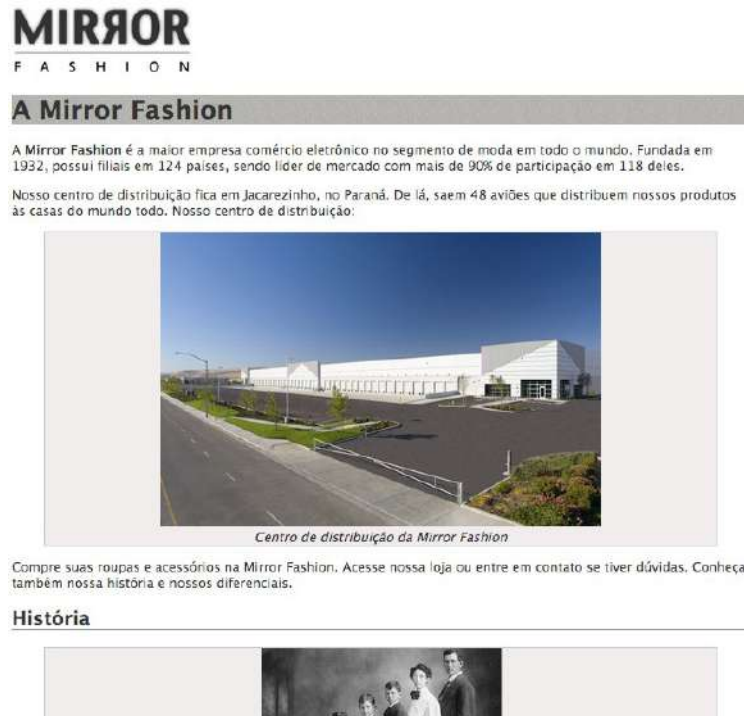 MIRROR
FASHION
A Mirror Fashion
A Mirror Fashion é a maior empresa comércio eletrônico no segmento de moda em todo o mundo. Fundada em
1932, possui filiais em 124 países, sendo líder de mercado com mais de 90% de participação em 118 deles.
Nosso centro de distribuição fica em Jacarezinho, no Paraná. De lá, saem 48 aviões que distribuem nossos produtos
às casas do mundo todo. Nosso centro de distribuição:
Centro de distribuição da Mirror Fashion
Compre suas roupas e acessórios na Mirror Fashion. Acesse nossa loja ou entre em contato se tiver dúvidas. Conheça
também nossa história e nossos diferenciais.
História